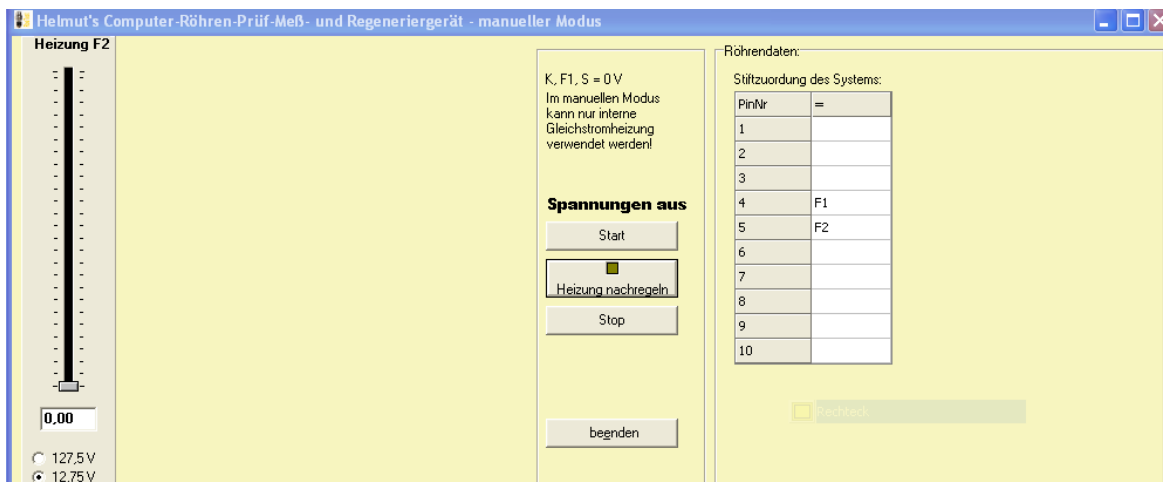 Helmut's Computer-Röhren-Prüf-Meß- und Regeneriergerät - manueller Modus
Heizung F2
0,00
127,5 V
12,75 V
K, F1, S = 0 V
Im manuellen Modus
kann nur interne
Gleichstromheizung
verwendet werden!
Spannungen aus
Start
Heizung nachregeln
Stop
beenden
Röhrendaten:
Stiftzuordung des Systems:
PinNr =
1
2
3
4 F1
5 F2
6
7
8
9
10
Rechteck